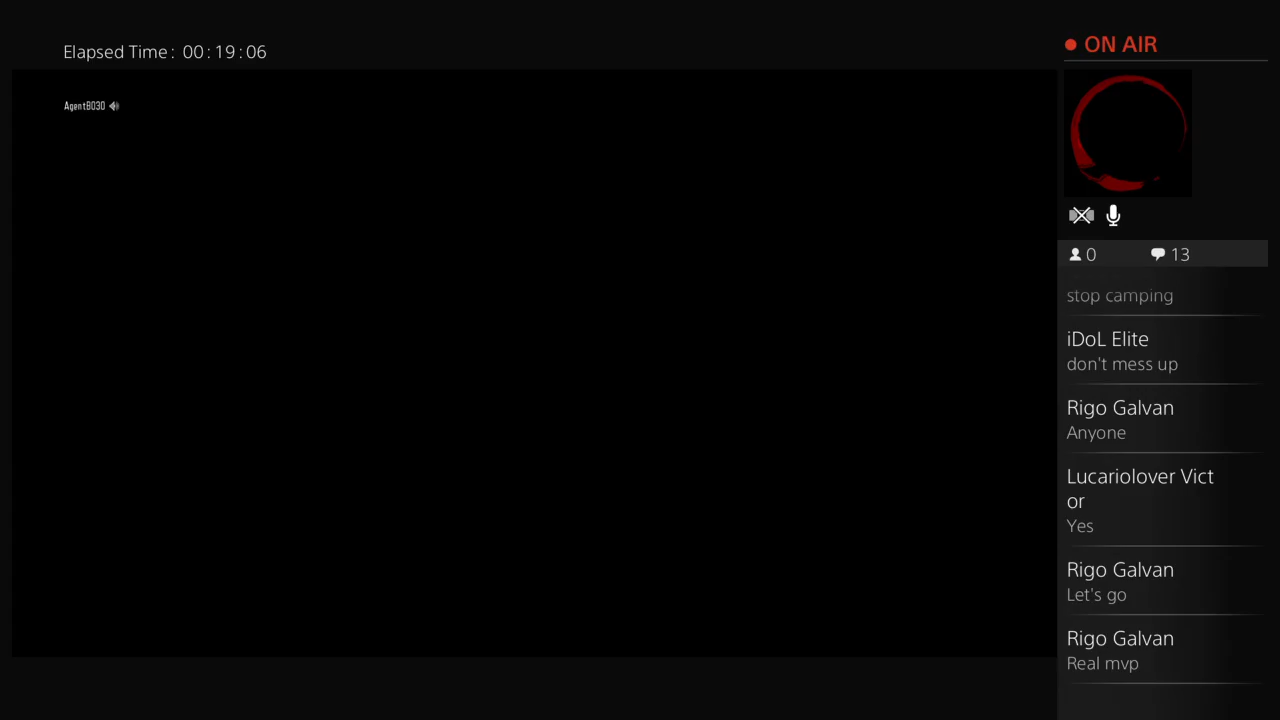 Elapsed Time: 00:19:06
ON AIR
AgentB030
0 13
stop camping
iDoL Elite
don't mess up
Rigo Galvan
Anyone
Lucariolover Vict
or
Yes
Rigo Galvan
Let's go
Rigo Galvan
Real mvp